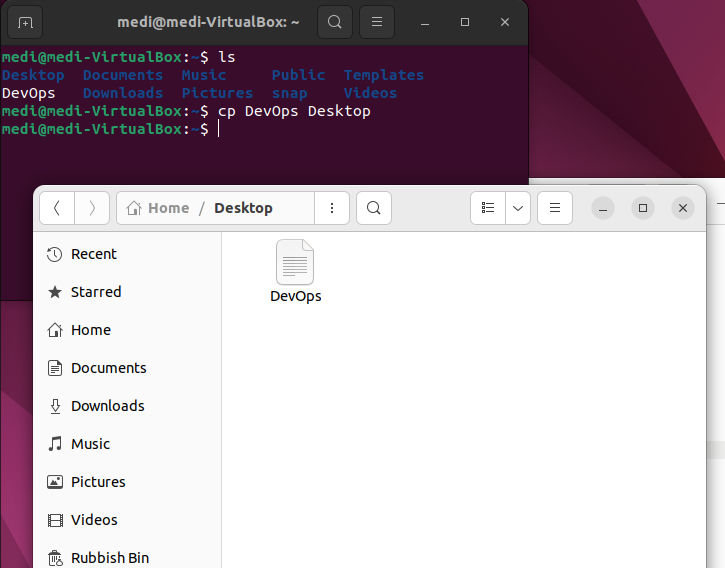 medi@medi-VirtualBox: ~
medi@medi-VirtualBox:~$ ls
Desktop Documents Music Public Templates
DevOps Downloads Pictures snap Videos
medi@medi-VirtualBox:~$ cp DevOps Desktop
medi@medi-VirtualBox:~$
Home / Desktop
Recent
Starred
Home
Documents
Downloads
Music
Pictures
Videos
Rubbish Bin
DevOps